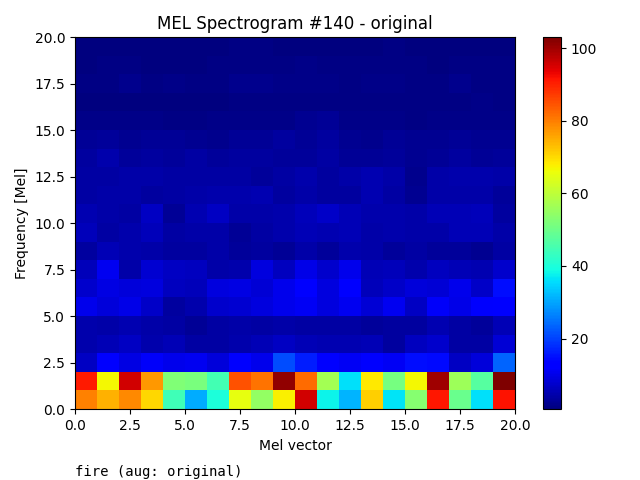 MEL Spectrogram #140 - original
20.0
17.5
15.0
12.5
10.0
7.5
5.0
2.5
0.0
Frequency [Mel]
0.0 2.5 5.0 7.5 10.0 12.5 15.0 17.5 20.0
Mel vector
100
80
60
40
20
fire (aug: original)